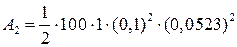 A₂ = 1/2 · 100 · 1 · (0,1)² · (0,0523)²